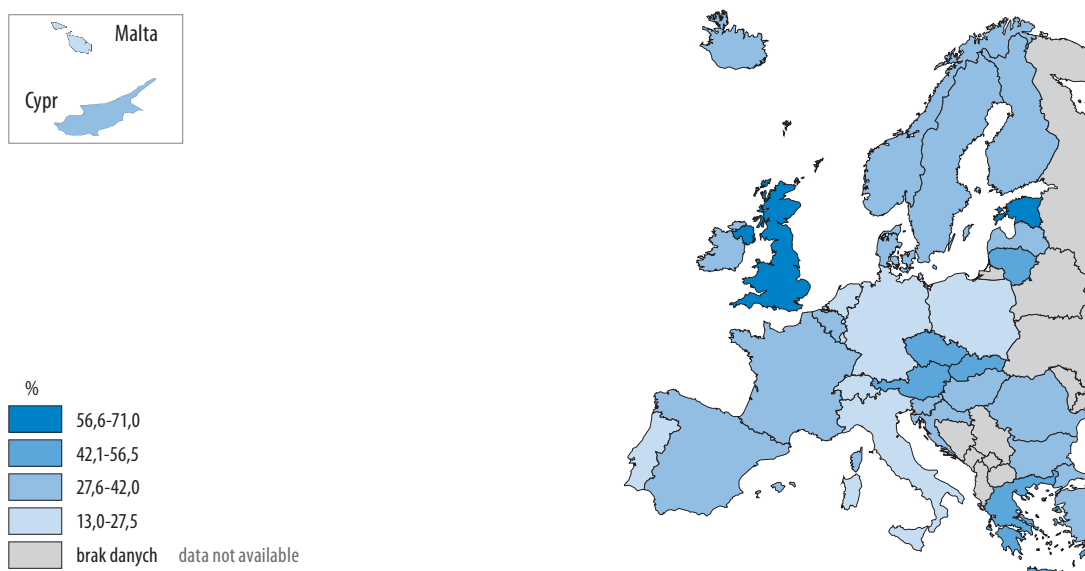 Malta
Cypr
%
56,6-71,0
42,1-56,5
27,6-42,0
13,0-27,5
brak danych data not available